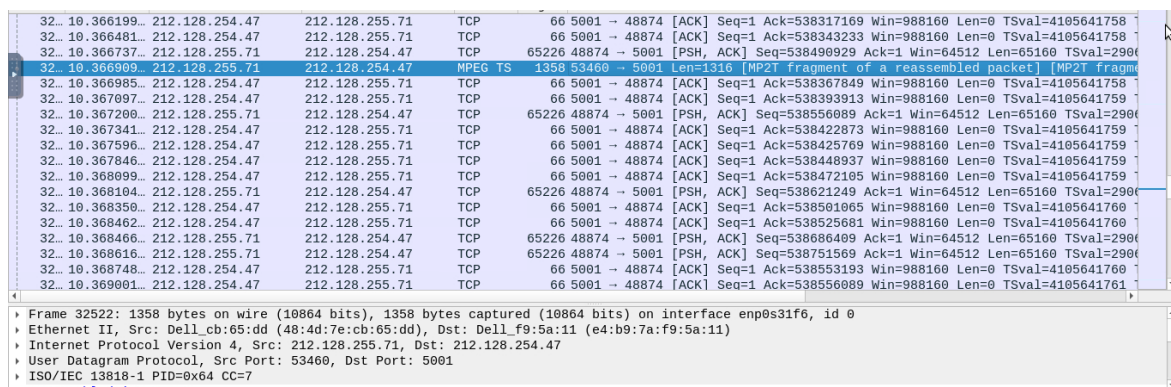 32… 10.366199… 212.128.254.47 212.128.255.71 TCP 66 5001 → 48874 [ACK] Seq=1 Ack=538317169 Win=988160 Len=0 TSval=4105641758
32… 10.366481… 212.128.254.47 212.128.255.71 TCP 66 5001 → 48874 [ACK] Seq=1 Ack=538343233 Win=988160 Len=0 TSval=4105641758
32… 10.366737… 212.128.255.71 212.128.254.47 TCP 65226 48874 → 5001 [PSH, ACK] Seq=538490929 Ack=1 Win=64512 Len=65160 TSval=2906
32… 10.366909… 212.128.255.71 212.128.254.47 MPEG TS 1358 53460 → 5001 Len=1316 [MP2T fragment of a reassembled packet] [MP2T fragme
32… 10.366985… 212.128.254.47 212.128.255.71 TCP 66 5001 → 48874 [ACK] Seq=1 Ack=538367849 Win=988160 Len=0 TSval=4105641758
32… 10.367097… 212.128.254.47 212.128.255.71 TCP 66 5001 → 48874 [ACK] Seq=1 Ack=538393913 Win=988160 Len=0 TSval=4105641759
32… 10.367200… 212.128.255.71 212.128.254.47 TCP 65226 48874 → 5001 [PSH, ACK] Seq=538556089 Ack=1 Win=64512 Len=65160 TSval=2906
32… 10.367341… 212.128.254.47 212.128.255.71 TCP 66 5001 → 48874 [ACK] Seq=1 Ack=538422873 Win=988160 Len=0 TSval=4105641759
32… 10.367596… 212.128.254.47 212.128.255.71 TCP 66 5001 → 48874 [ACK] Seq=1 Ack=538425769 Win=988160 Len=0 TSval=4105641759
32… 10.367846… 212.128.254.47 212.128.255.71 TCP 66 5001 → 48874 [ACK] Seq=1 Ack=538448937 Win=988160 Len=0 TSval=4105641759
32… 10.368099… 212.128.254.47 212.128.255.71 TCP 66 5001 → 48874 [ACK] Seq=1 Ack=538472105 Win=988160 Len=0 TSval=4105641759
32… 10.368104… 212.128.255.71 212.128.254.47 TCP 65226 48874 → 5001 [PSH, ACK] Seq=538621249 Ack=1 Win=64512 Len=65160 TSval=2906
32… 10.368350… 212.128.254.47 212.128.255.71 TCP 66 5001 → 48874 [ACK] Seq=1 Ack=538501065 Win=988160 Len=0 TSval=4105641760
32… 10.368462… 212.128.254.47 212.128.255.71 TCP 66 5001 → 48874 [ACK] Seq=1 Ack=538525681 Win=988160 Len=0 TSval=4105641760
32… 10.368466… 212.128.255.71 212.128.254.47 TCP 65226 48874 → 5001 [PSH, ACK] Seq=538686409 Ack=1 Win=64512 Len=65160 TSval=2906
32… 10.368616… 212.128.255.71 212.128.254.47 TCP 65226 48874 → 5001 [PSH, ACK] Seq=538751569 Ack=1 Win=64512 Len=65160 TSval=2906
32… 10.368748… 212.128.254.47 212.128.255.71 TCP 66 5001 → 48874 [ACK] Seq=1 Ack=538553193 Win=988160 Len=0 TSval=4105641760
32… 10.369001… 212.128.254.47 212.128.255.71 TCP 66 5001 → 48874 [ACK] Seq=1 Ack=538556089 Win=988160 Len=0 TSval=4105641761
Frame 32522: 1358 bytes on wire (10864 bits), 1358 bytes captured (10864 bits) on interface enp0s31f6, id 0
Ethernet II, Src: Dell_cb:65:dd (48:4d:7e:cb:65:dd), Dst: Dell_f9:5a:11 (e4:b9:7a:f9:5a:11)
Internet Protocol Version 4, Src: 212.128.255.71, Dst: 212.128.254.47
User Datagram Protocol, Src Port: 53460, Dst Port: 5001
ISO/IEC 13818-1 PID=0x64 CC=7